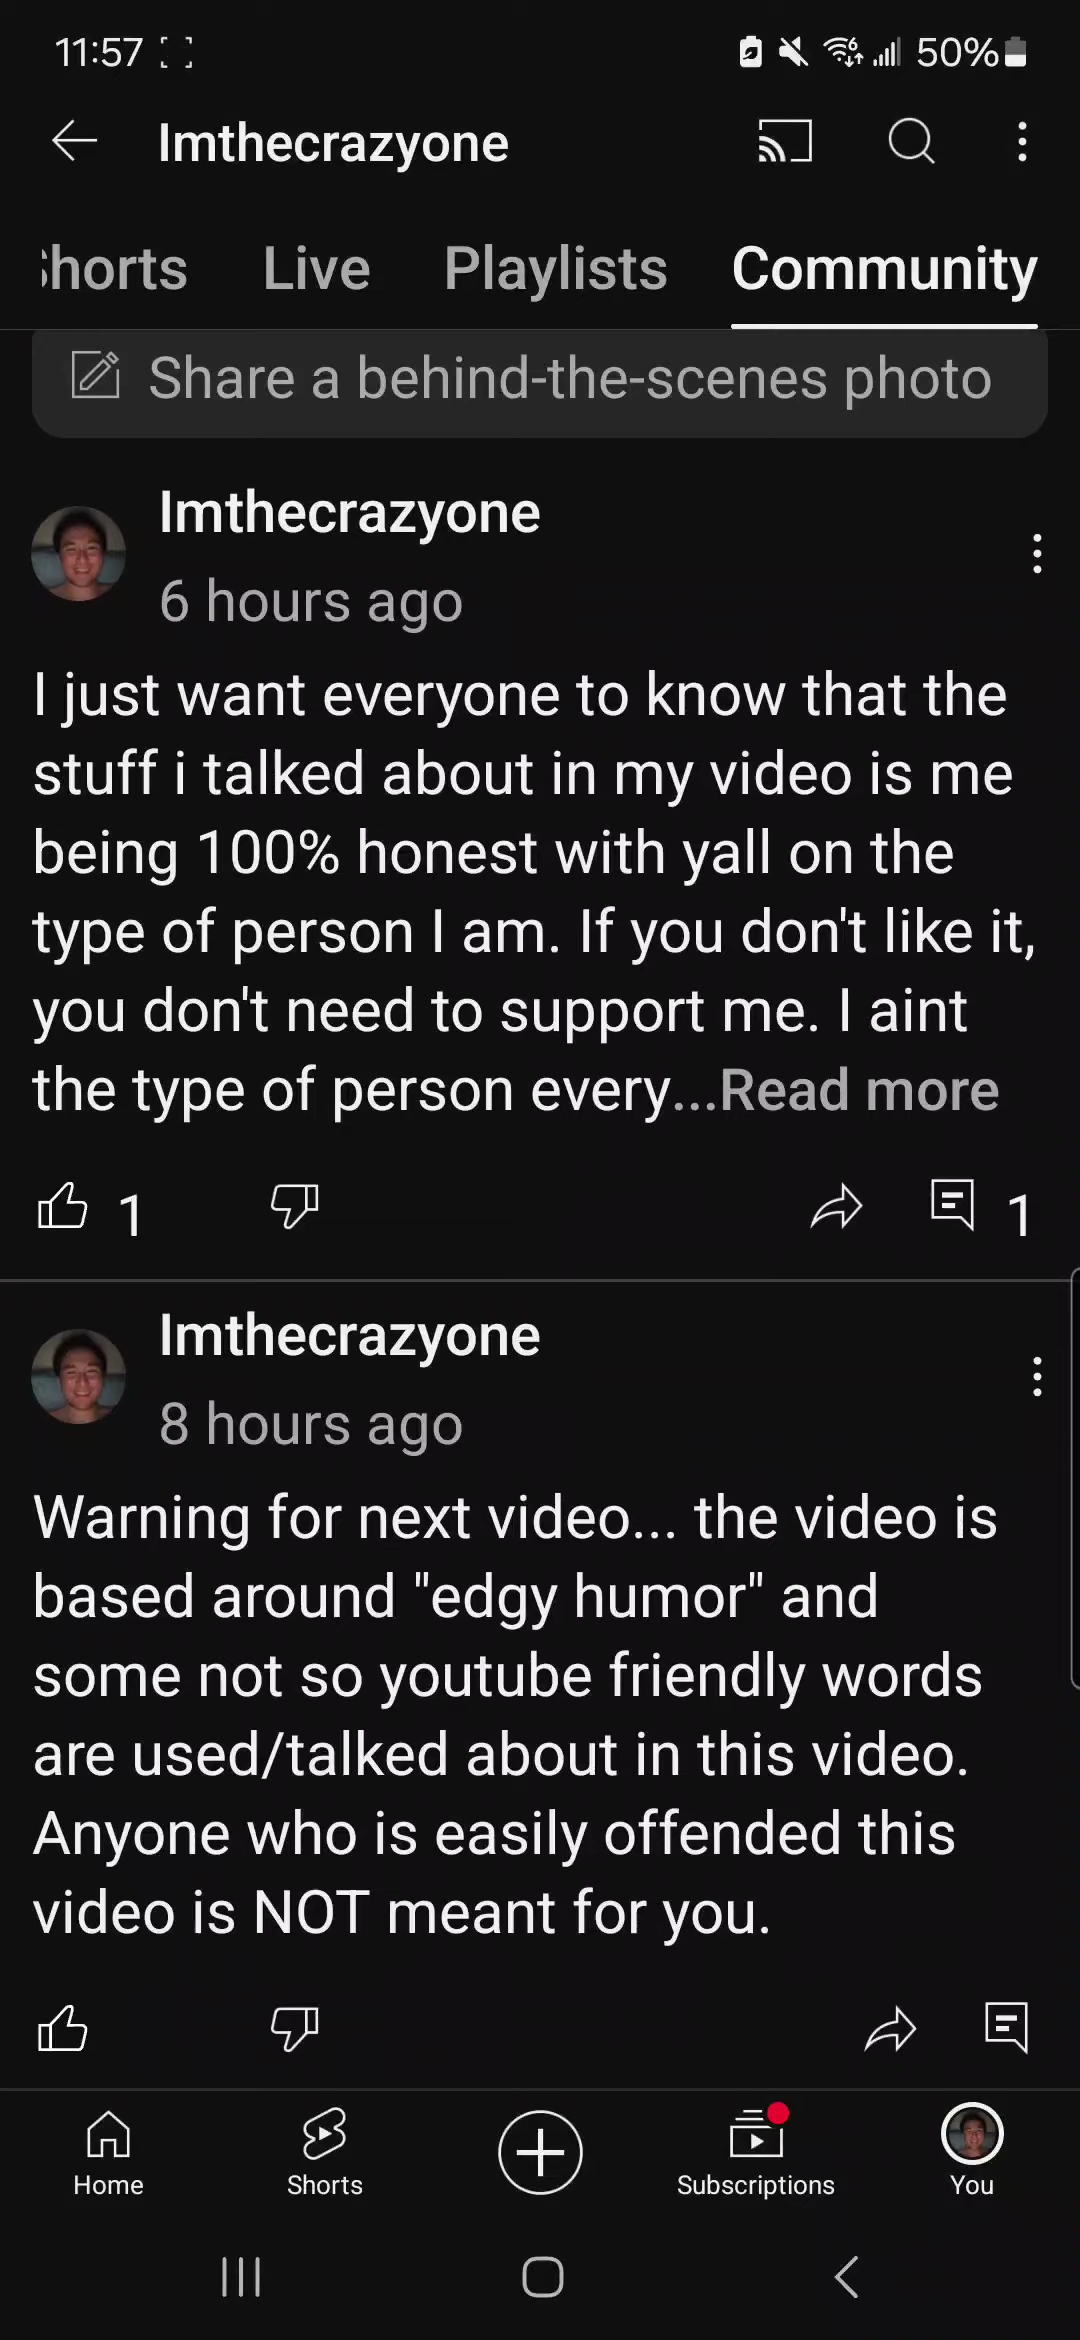 11:57
50%
Imthecrazyone
Shorts Live Playlists Community
Share a behind-the-scenes photo
Imthecrazyone
6 hours ago
I just want everyone to know that the
stuff i talked about in my video is me
being 100% honest with yall on the
type of person I am. If you don't like it,
you don't need to support me. I aint
the type of person every...Read more
1
1
Imthecrazyone
8 hours ago
Warning for next video... the video is
based around "edgy humor" and
some not so youtube friendly words
are used/talked about in this video.
Anyone who is easily offended this
video is NOT meant for you.
Home Shorts Subscriptions You